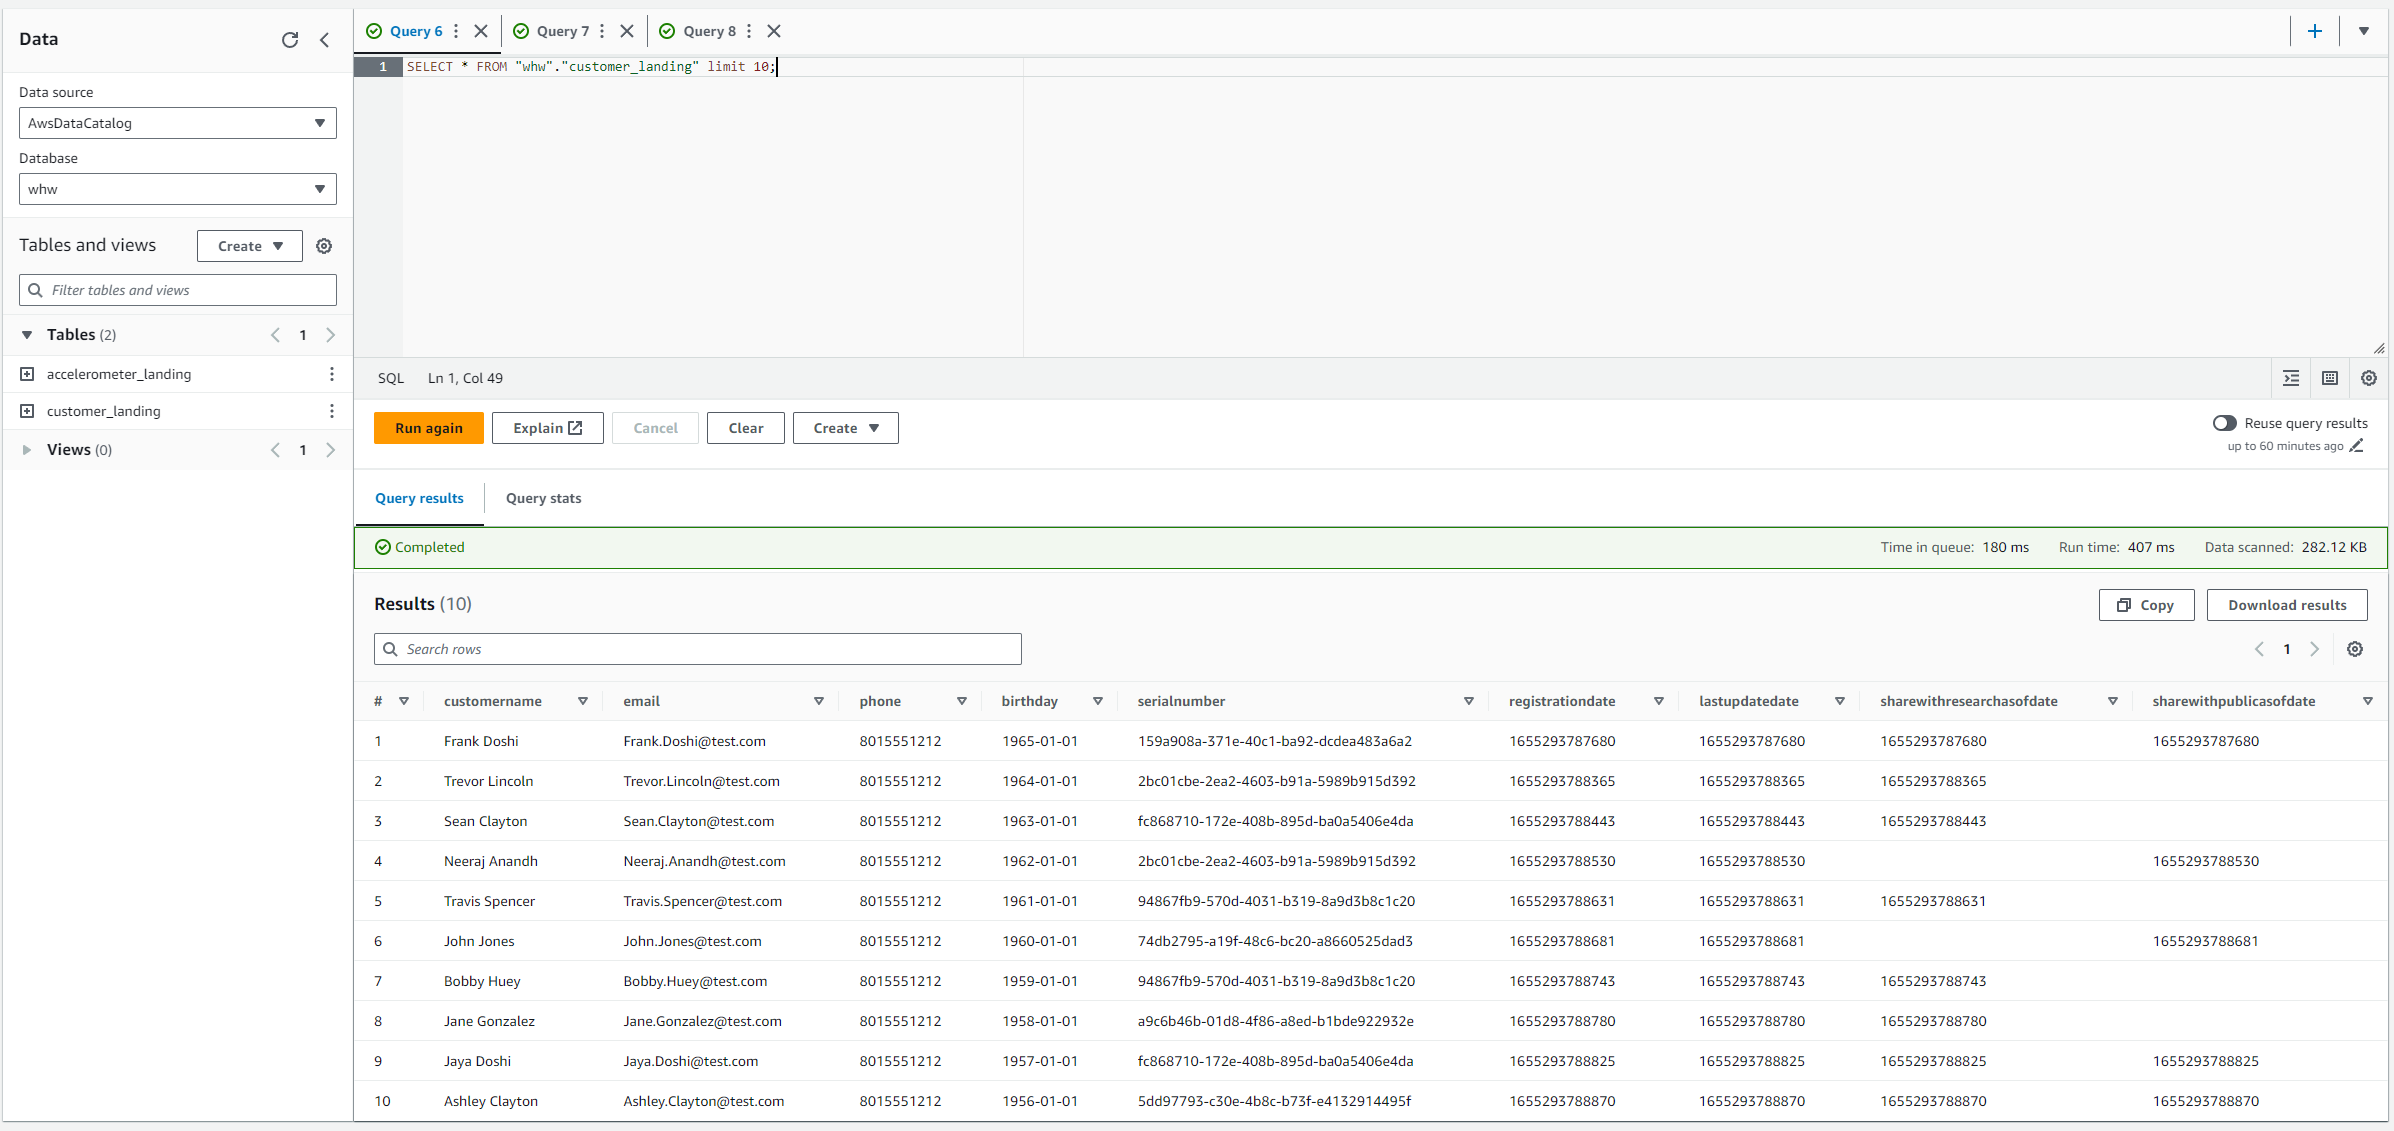 Data
Data source
AwsDataCatalog
Database
whw
Tables and views
Create
Filter tables and views
Tables (2)
1
accelerometer_landing
customer_landing
Views (0)
1
Query 6
Query 7
Query 8
1 SELECT * FROM "whw"."customer_landing" limit 10;
SQL Ln 1, Col 49
Run again Explain Cancel Clear Create
Reuse query results
up to 60 minutes ago
Query results Query stats
Completed Time in queue: 180 ms Run time: 407 ms Data scanned: 282.12 KB
Results (10)
Copy Download results
Search rows
1
# customername email phone birthday serialnumber registrationdate lastupdatedate sharewithresearchasofdate sharewithpublicasofdate
1 Frank Doshi Frank.Doshi@test.com 8015551212 1965-01-01 159a908a-371e-40c1-ba92-dcdea483a6a2 1655293787680 1655293787680 1655293787680 1655293787680
2 Trevor Lincoln Trevor.Lincoln@test.com 8015551212 1964-01-01 2bc01cbe-2ea2-4603-b91a-5989b915d392 1655293788365 1655293788365 1655293788365
3 Sean Clayton Sean.Clayton@test.com 8015551212 1963-01-01 fc868710-172e-408b-895d-ba0a5406e4da 1655293788443 1655293788443 1655293788443
4 Neeraj Anandh Neeraj.Anandh@test.com 8015551212 1962-01-01 2bc01cbe-2ea2-4603-b91a-5989b915d392 1655293788530 1655293788530 1655293788530
5 Travis Spencer Travis.Spencer@test.com 8015551212 1961-01-01 94867fb9-570d-4031-b319-8a9d3b8c1c20 1655293788631 1655293788631 1655293788631
6 John Jones John.Jones@test.com 8015551212 1960-01-01 74db2795-a19f-48c6-bc20-a8660525dad3 1655293788681 1655293788681 1655293788681
7 Bobby Huey Bobby.Huey@test.com 8015551212 1959-01-01 94867fb9-570d-4031-b319-8a9d3b8c1c20 1655293788743 1655293788743 1655293788743
8 Jane Gonzalez Jane.Gonzalez@test.com 8015551212 1958-01-01 a9c6b46b-01d8-4f86-a8ed-b1bde922932e 1655293788780 1655293788780 1655293788780
9 Jaya Doshi Jaya.Doshi@test.com 8015551212 1957-01-01 fc868710-172e-408b-895d-ba0a5406e4da 1655293788825 1655293788825 1655293788825 1655293788825
10 Ashley Clayton Ashley.Clayton@test.com 8015551212 1956-01-01 5dd97793-c30e-4b8c-b73f-e4132914495f 1655293788870 1655293788870 1655293788870 1655293788870